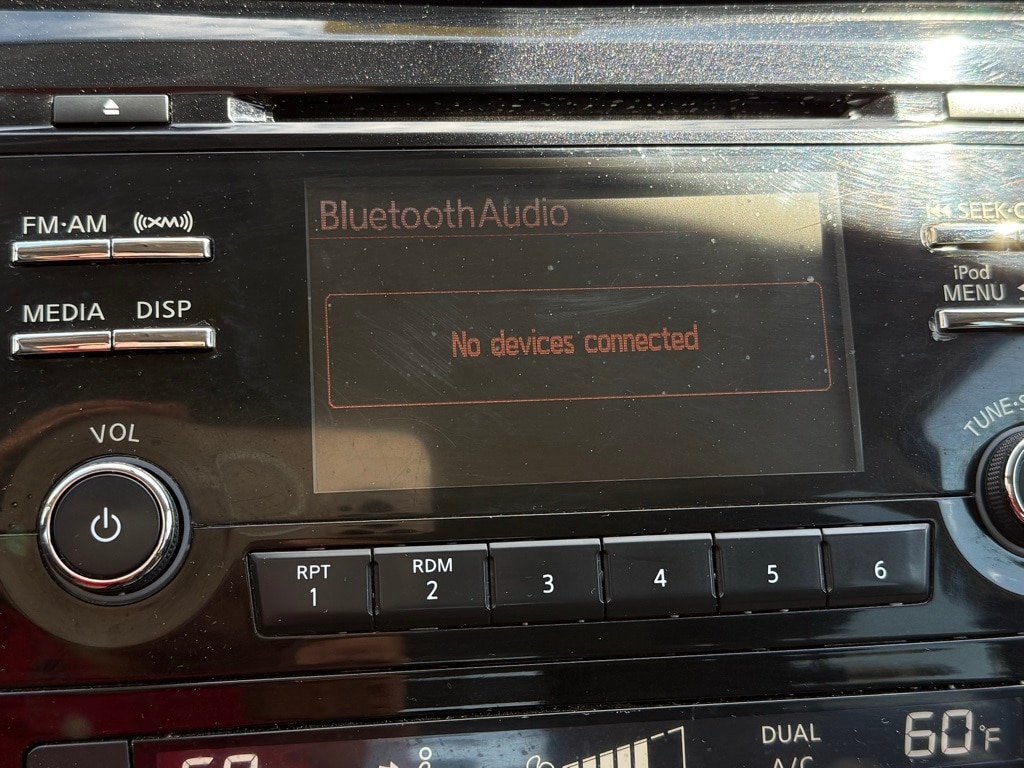 FM·AM
((XM))
MEDIA
DISP
VOL
BluetoothAudio
No devices connected
SEEK·
iPod
MENU
TUNE·S
RPT
1
RDM
2
3
4
5
6
DUAL
A/C
60°F